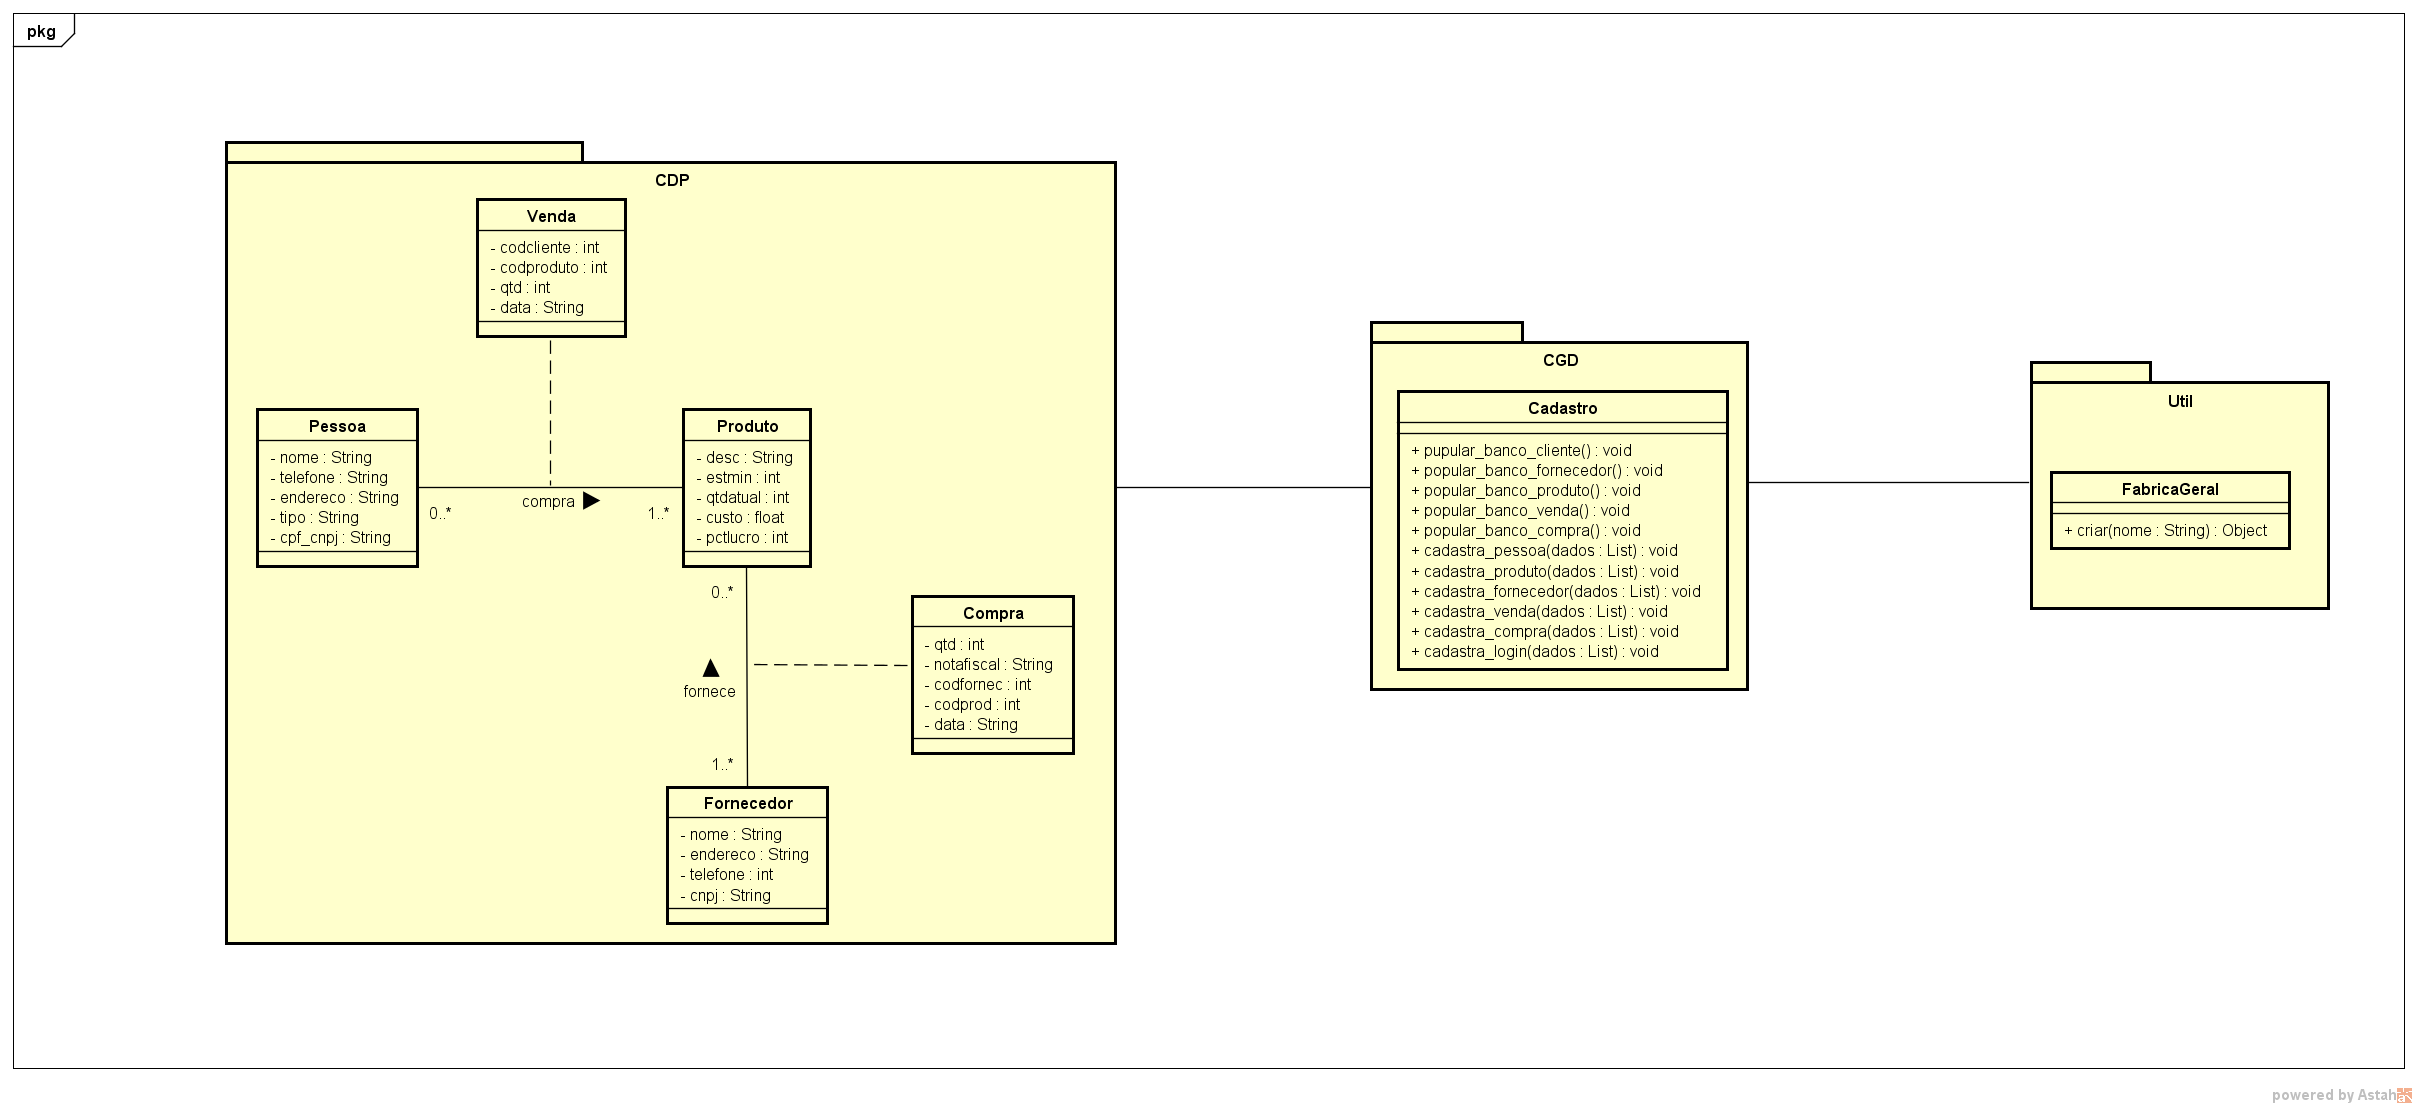 pkg
CDP
Venda
- codcliente : int
- codproduto : int
- qtd : int
- data : String
Pessoa
- nome : String
- telefone : String
- endereco : String
- tipo : String
- cpf_cnpj : String
0..*
compra
1..*
Produto
- desc : String
- estmin : int
- qtdatual : int
- custo : float
- pctlucro : int
0..*
fornece
1..*
Compra
- qtd : int
- notafiscal : String
- codfornec : int
- codprod : int
- data : String
Fornecedor
- nome : String
- endereco : String
- telefone : int
- cnpj : String
CGD
Cadastro
+ pupular_banco_cliente() : void
+ popular_banco_fornecedor() : void
+ popular_banco_produto() : void
+ popular_banco_venda() : void
+ popular_banco_compra() : void
+ cadastra_pessoa(dados : List) : void
+ cadastra_produto(dados : List) : void
+ cadastra_fornecedor(dados : List) : void
+ cadastra_venda(dados : List) : void
+ cadastra_compra(dados : List) : void
+ cadastra_login(dados : List) : void
Util
FabricaGeral
+ criar(nome : String) : Object
powered by Astah